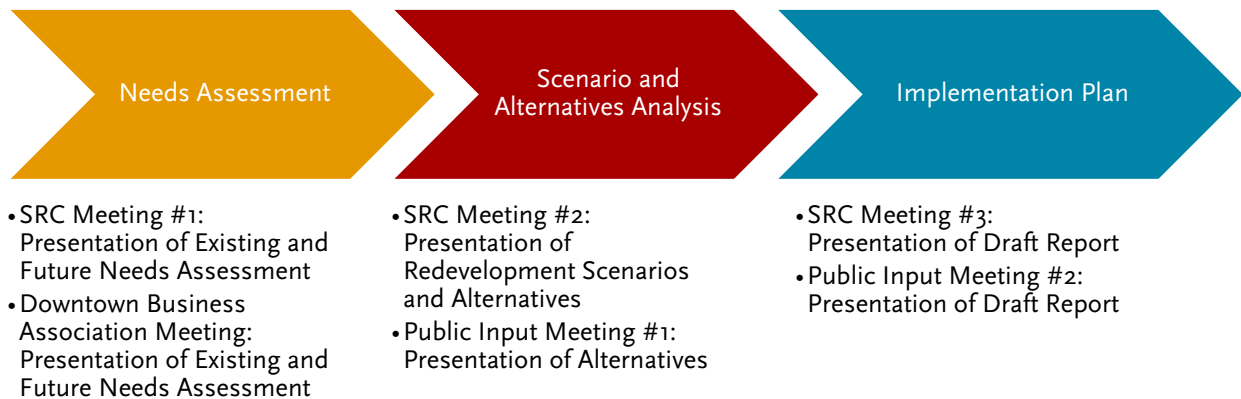 Needs Assessment
Scenario and
Alternatives Analysis
Implementation Plan
•SRC Meeting #1:
Presentation of Existing and
Future Needs Assessment
•Downtown Business
Association Meeting:
Presentation of Existing and
Future Needs Assessment
•SRC Meeting #2:
Presentation of
Redevelopment Scenarios
and Alternatives
•Public Input Meeting #1:
Presentation of Alternatives
•SRC Meeting #3:
Presentation of Draft Report
•Public Input Meeting #2:
Presentation of Draft Report